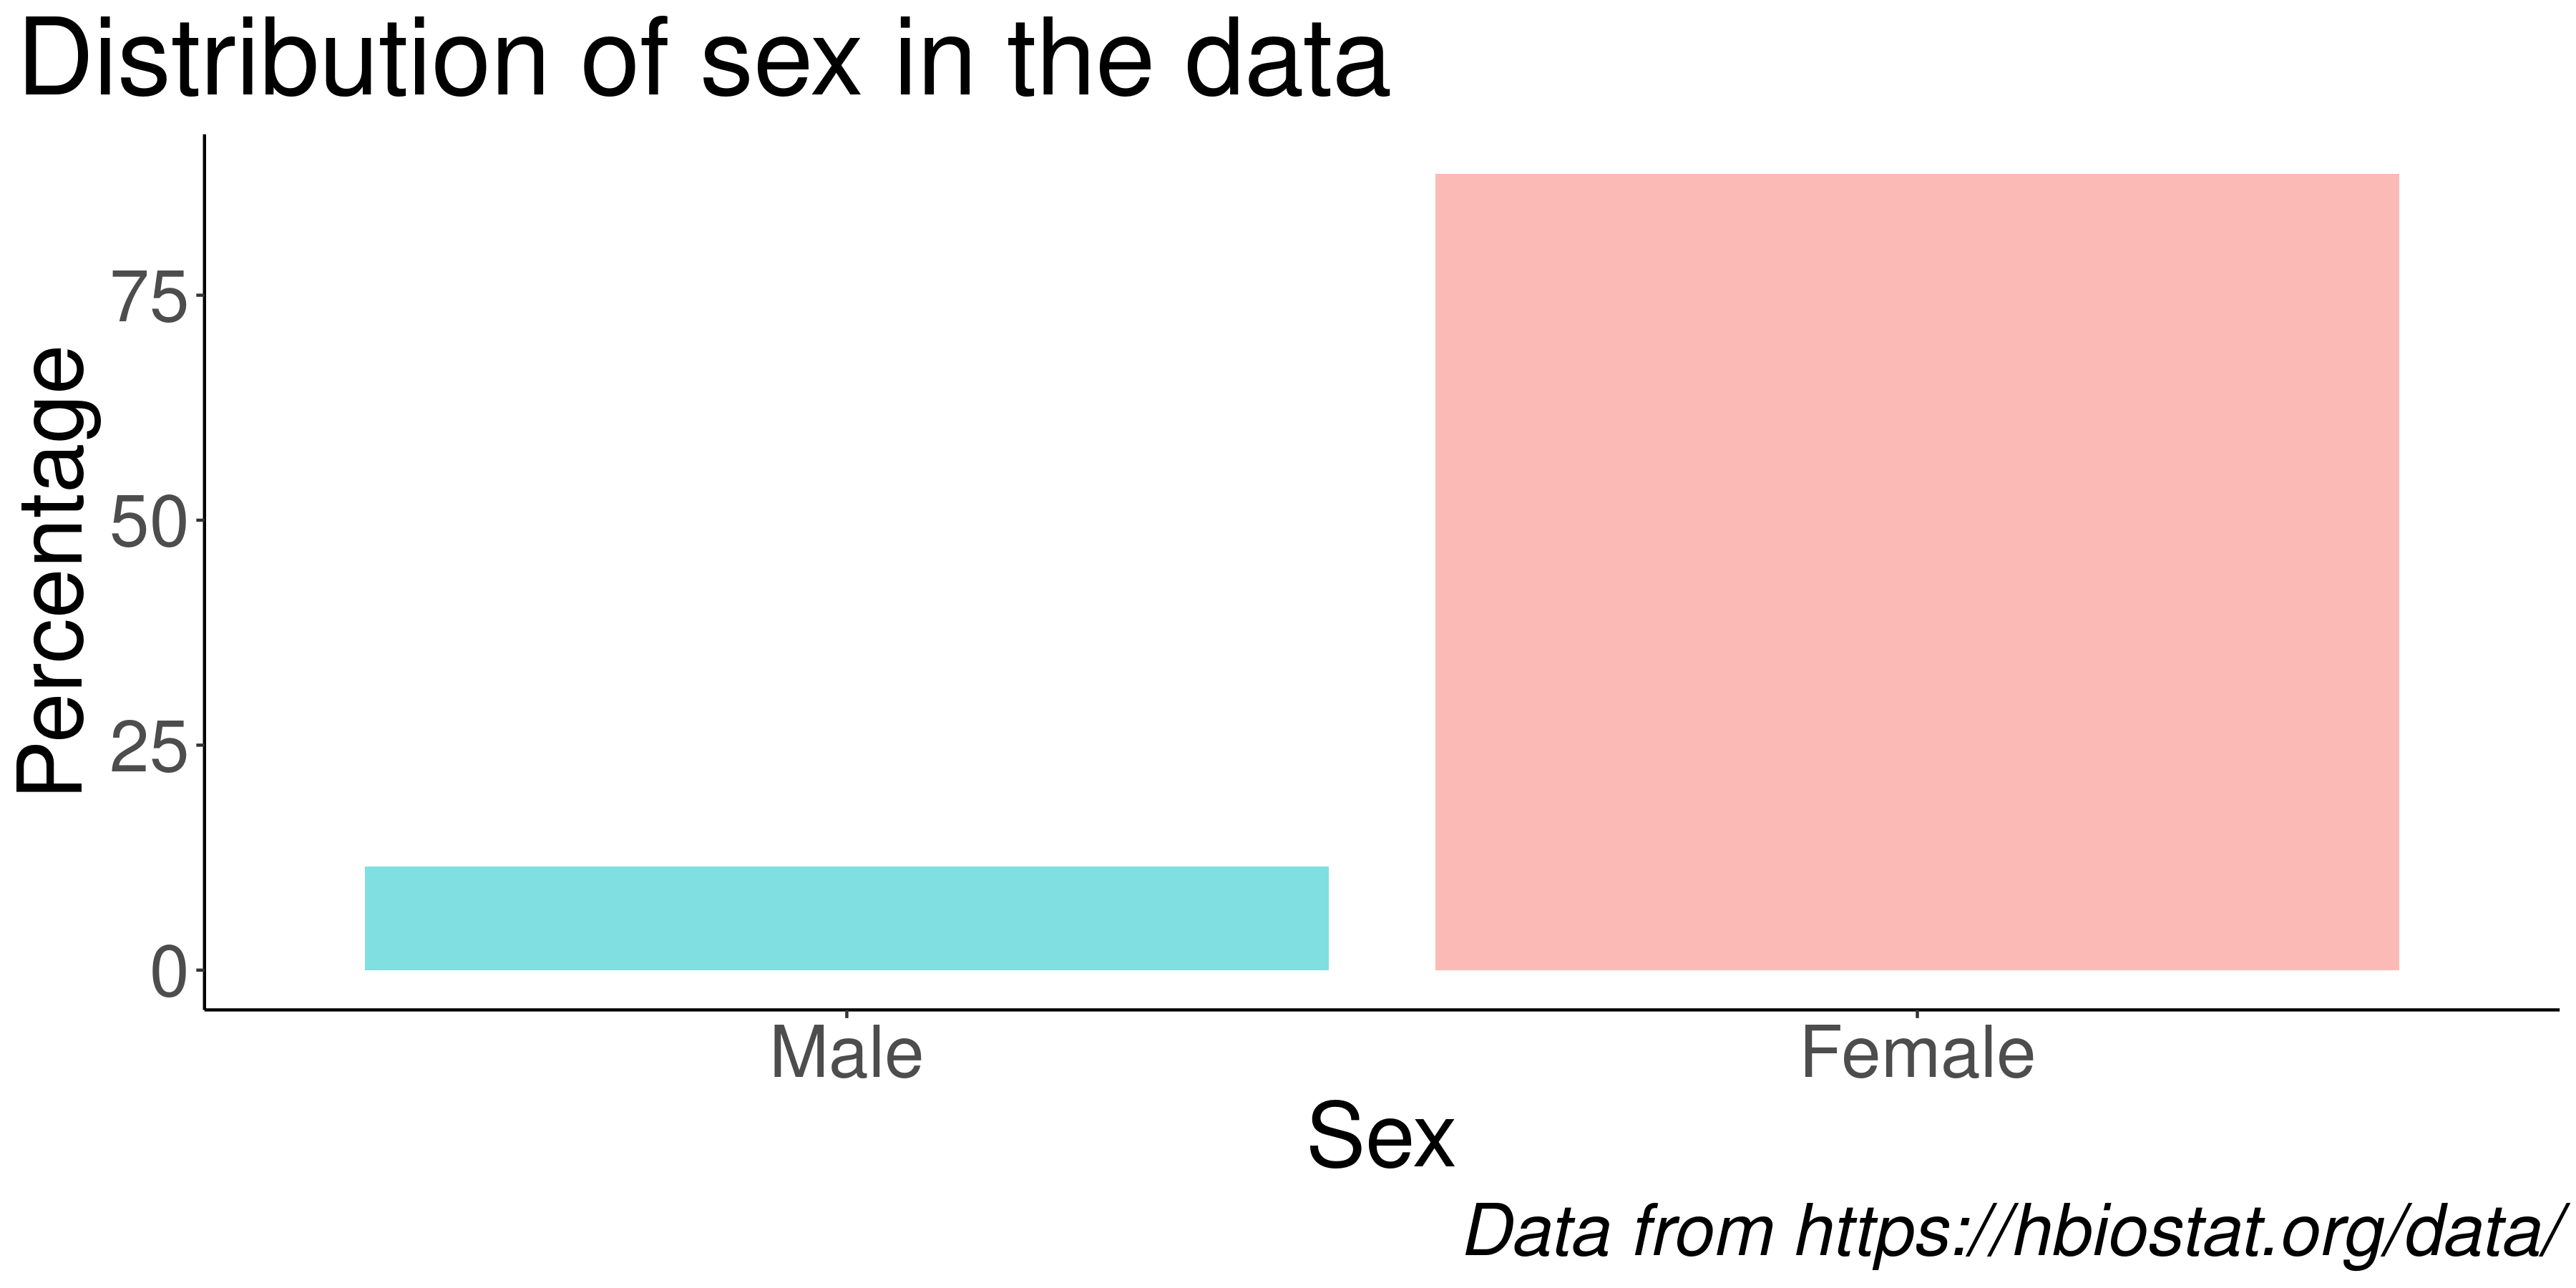 Distribution of sex in the data
Percentage
75
50
25
0
Male Female
Sex
Data from https://hbiostat.org/data/